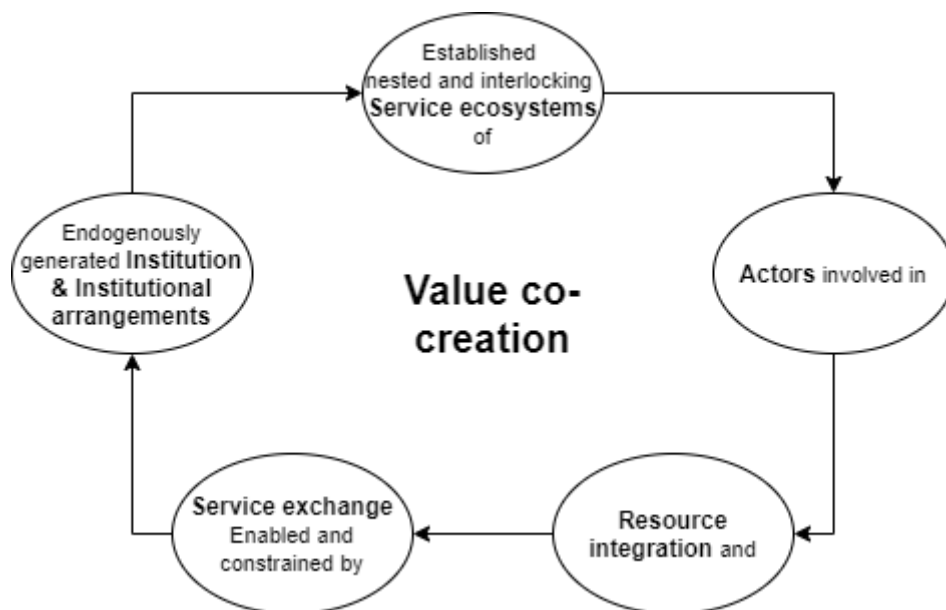 Established
nested and interlocking
Service ecosystems
of
Actors involved in
Resource
integration and
Service exchange
Enabled and
constrained by
Endogenously
generated Institution
& Institutional
arrangements
Value co-
creation